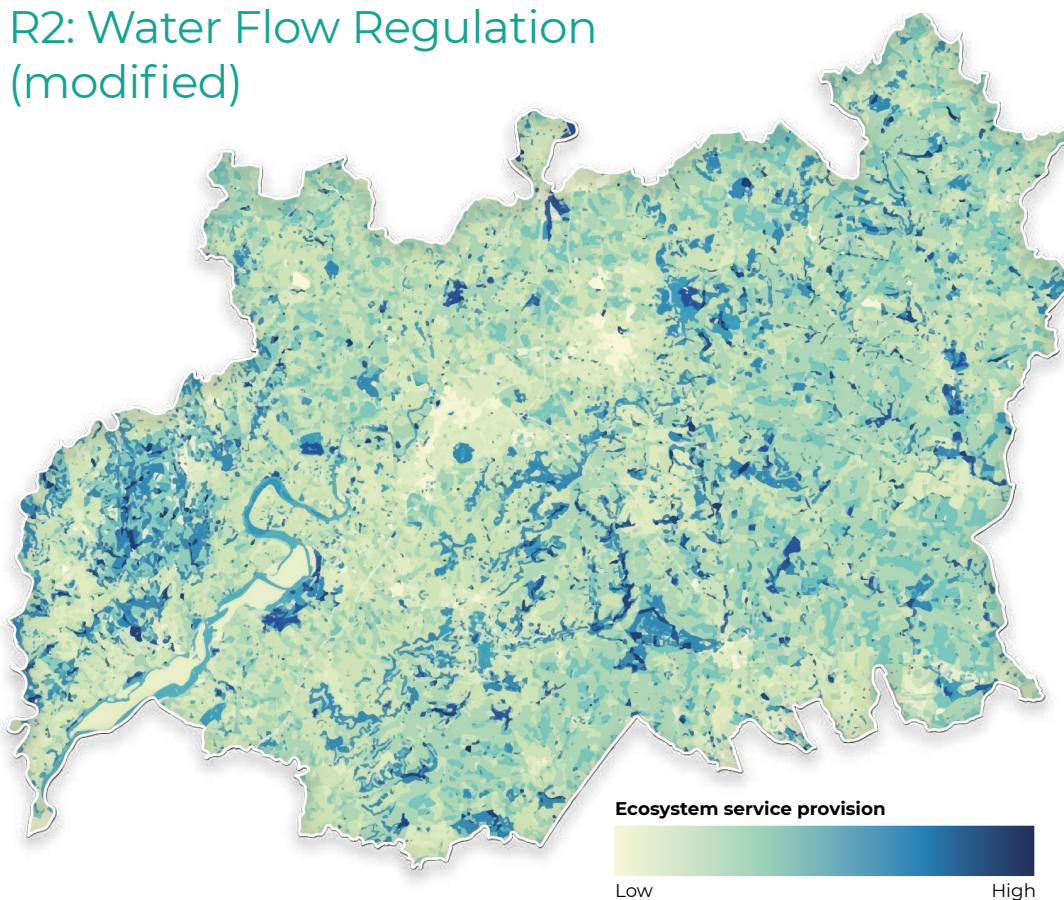 R2: Water Flow Regulation
(modified)
Ecosystem service provision
Low High